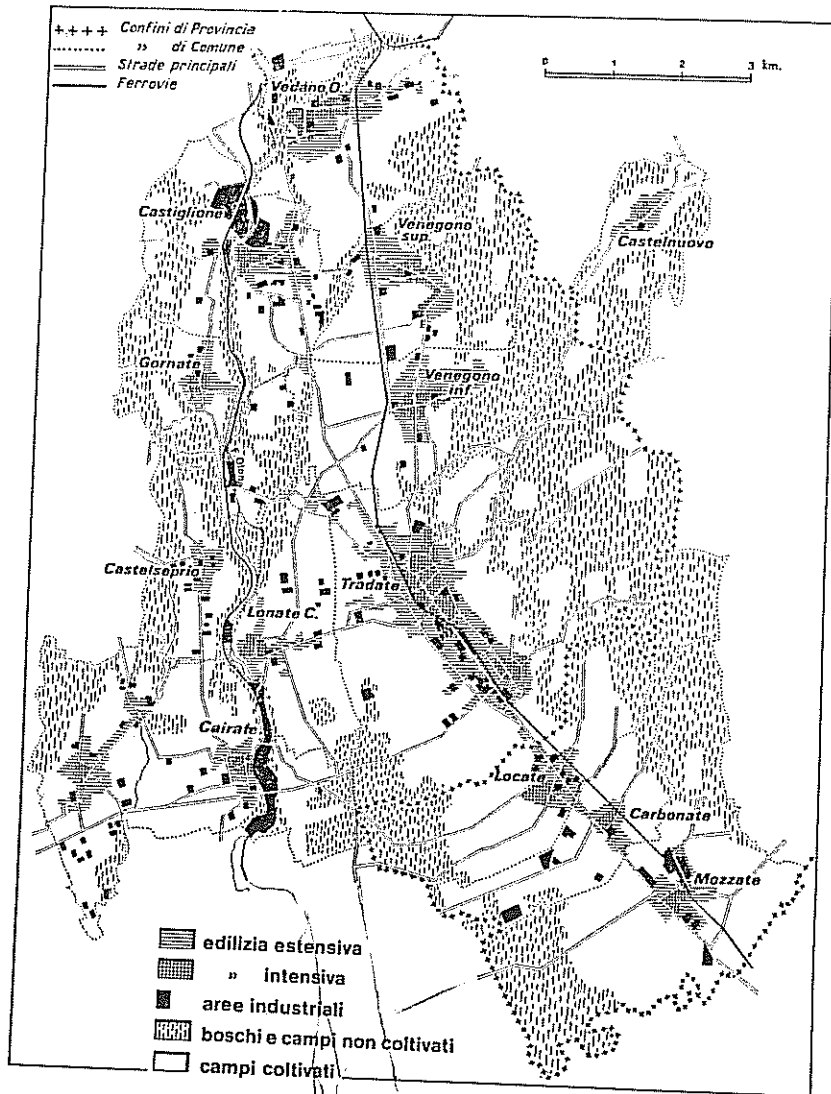 ++++ Confini di Provincia
........ " di Comune
Strade principali
Ferrovie
0 1 2 3 km.
Vedano O.
Castiglione
Venegono sup.
Castelnuovo
Gornate
Venegono inf.
F. Olona
Castelseprio
Tradate
Lonate C.
Cairate
Locate
Carbonate
Mozzate
edilizia estensiva
" intensiva
aree industriali
boschi e campi non coltivati
campi coltivati